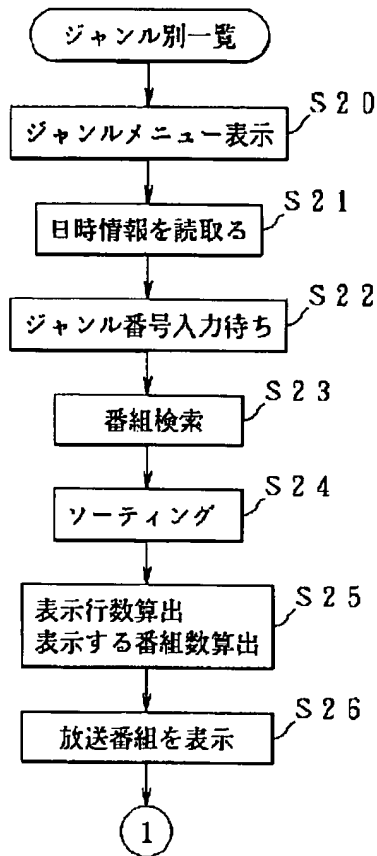 ジャンル別一覧
S20
ジャンルメニュー表示
S21
日時情報を読取る
S22
ジャンル番号入力待ち
S23
番組検索
S24
ソーティング
S25
表示行数算出
表示する番組数算出
S26
放送番組を表示
1